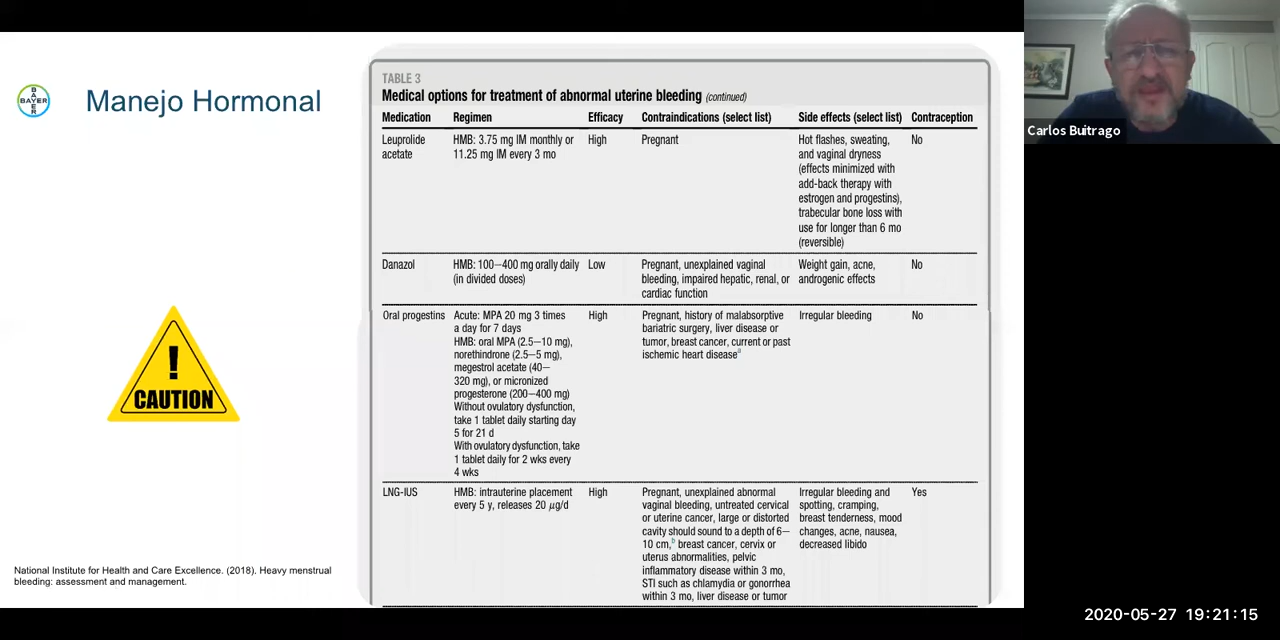 BAYER
BAYER
Manejo Hormonal
CAUTION
National Institute for Health and Care Excellence. (2018). Heavy menstrual
bleeding: assessment and management.
TABLE 3
Medical options for treatment of abnormal uterine bleeding (continued)
Medication Regimen Efficacy Contraindications (select list) Side effects (select list) Contraception
Leuprolide
acetate
HMB: 3.75 mg IM monthly or
11.25 mg IM every 3 mo
High
Pregnant
Hot flashes, sweating,
and vaginal dryness
(effects minimized with
add-back therapy with
estrogen and progestins),
trabecular bone loss with
use for longer than 6 mo
(reversible)
No
Danazol
HMB: 100–400 mg orally daily
(in divided doses)
Low
Pregnant, unexplained vaginal
bleeding, impaired hepatic, renal, or
cardiac function
Weight gain, acne,
androgenic effects
No
Oral progestins
Acute: MPA 20 mg 3 times
a day for 7 days
HMB: oral MPA (2.5–10 mg),
norethindrone (2.5–5 mg),
megestrol acetate (40–
320 mg), or micronized
progesterone (200–400 mg)
Without ovulatory dysfunction,
take 1 tablet daily starting day
5 for 21 d
With ovulatory dysfunction, take
1 tablet daily for 2 wks every
4 wks
High
Pregnant, history of malabsorptive
bariatric surgery, liver disease or
tumor, breast cancer, current or past
ischemic heart disease a
Irregular bleeding
No
LNG-IUS
HMB: intrauterine placement
every 5 y, releases 20 μg/d
High
Pregnant, unexplained abnormal
vaginal bleeding, untreated cervical
or uterine cancer, large or distorted
cavity should sound to a depth of 6–
10 cm, b breast cancer, cervix or
uterus abnormalities, pelvic
inflammatory disease within 3 mo,
STI such as chlamydia or gonorrhea
within 3 mo, liver disease or tumor
Irregular bleeding and
spotting, cramping,
breast tenderness, mood
changes, acne, nausea,
decreased libido
Yes
Carlos Buitrago
2020-05-27 19:21:15